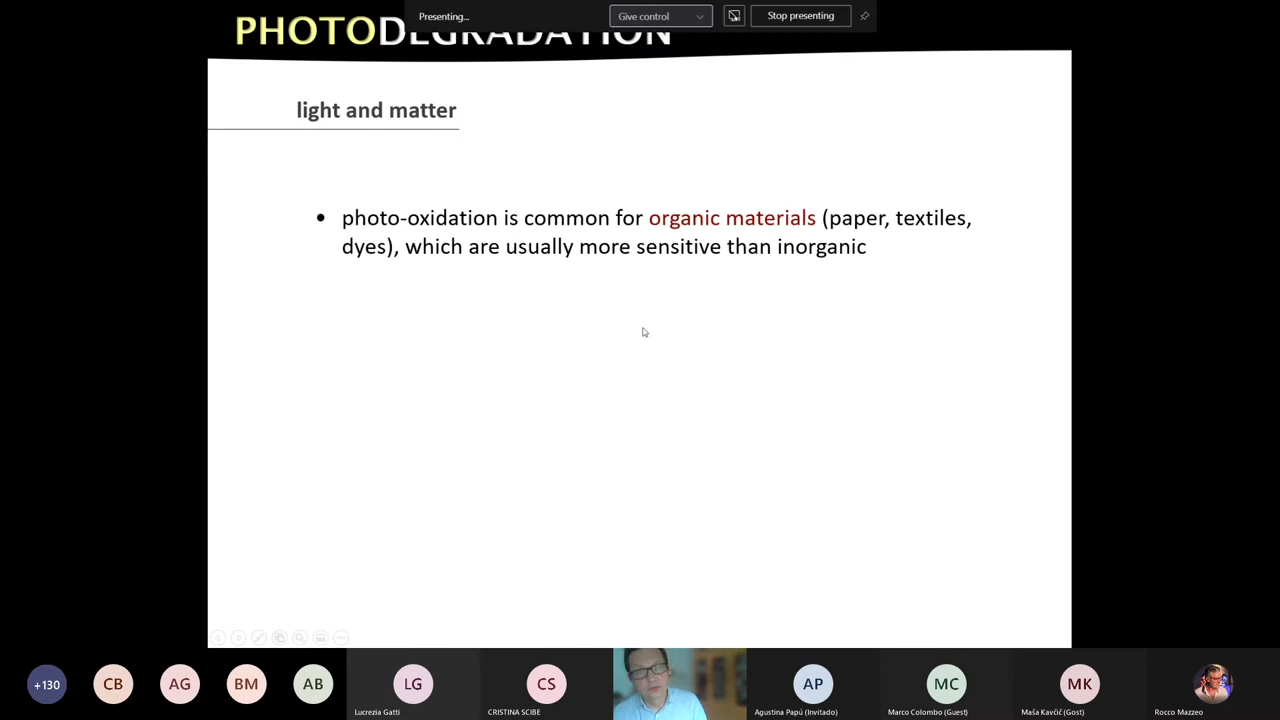 Presenting...
Give control
Stop presenting
PHOTODEGRADATION
light and matter
• photo-oxidation is common for organic materials (paper, textiles,
dyes), which are usually more sensitive than inorganic
+130
CB
AG
BM
AB
LG
CS
AP
MC
MK
Lucrezia Gatti
CRISTINA SCIBE
Agustina Papú (Invitado)
Marco Colombo (Guest)
Maša Kavčič (Gost)
Rocco Mazzeo